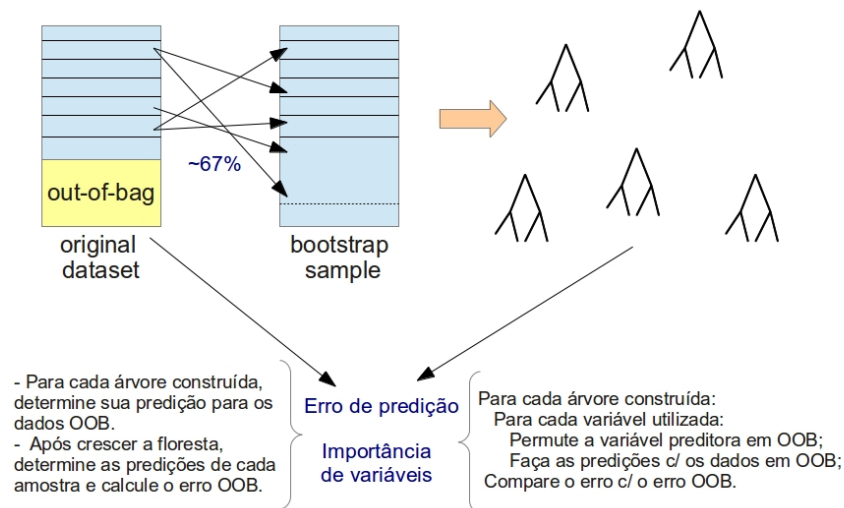 ~67%
out-of-bag
original
dataset
bootstrap
sample
- Para cada árvore construída,
determine sua predição para os
dados OOB.
- Após crescer a floresta,
determine as predições de cada
amostra e calcule o erro OOB.
Erro de predição
Importância
de variáveis
Para cada árvore construída:
Para cada variável utilizada:
Permute a variável preditora em OOB;
Faça as predições c/ os dados em OOB;
Compare o erro c/ o erro OOB.